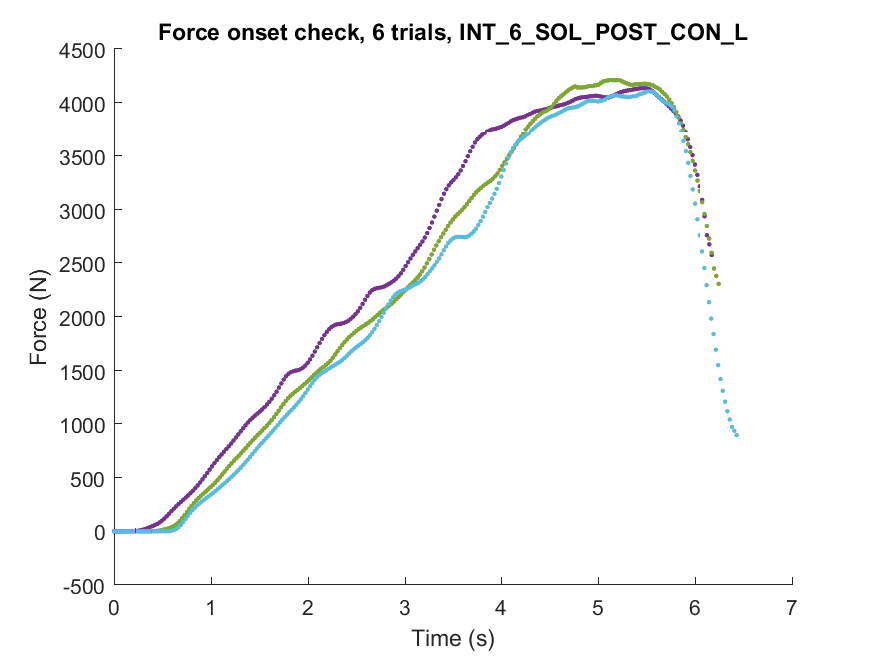 Force onset check, 6 trials, INT_6_SOL_POST_CON_L
4500
4000
3500
3000
2500
2000
1500
1000
500
0
-500
Force (N)
0 1 2 3 4 5 6 7
Time (s)